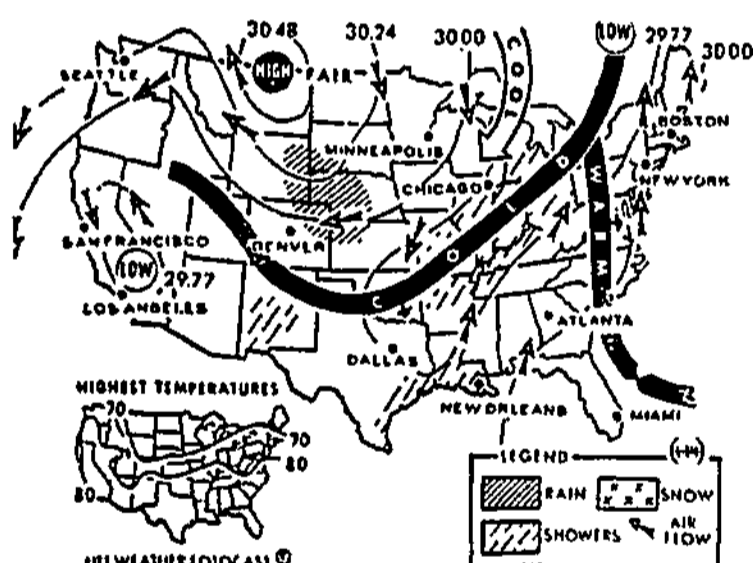 30.48 30.24 30.00 COOL LOW 29.77 30.00
SEATTLE HIGH FAIR
BOSTON
MINNEAPOLIS
NEW YORK
CHICAGO
WARM
COLD
SAN FRANCISCO DENVER
LOW 29.77
LOS ANGELES
ATLANTA
DALLAS
NEW ORLEANS MIAMI
HIGHEST TEMPERATURES
70
70
80
80
LEGEND
RAIN SNOW
SHOWERS AIR FLOW